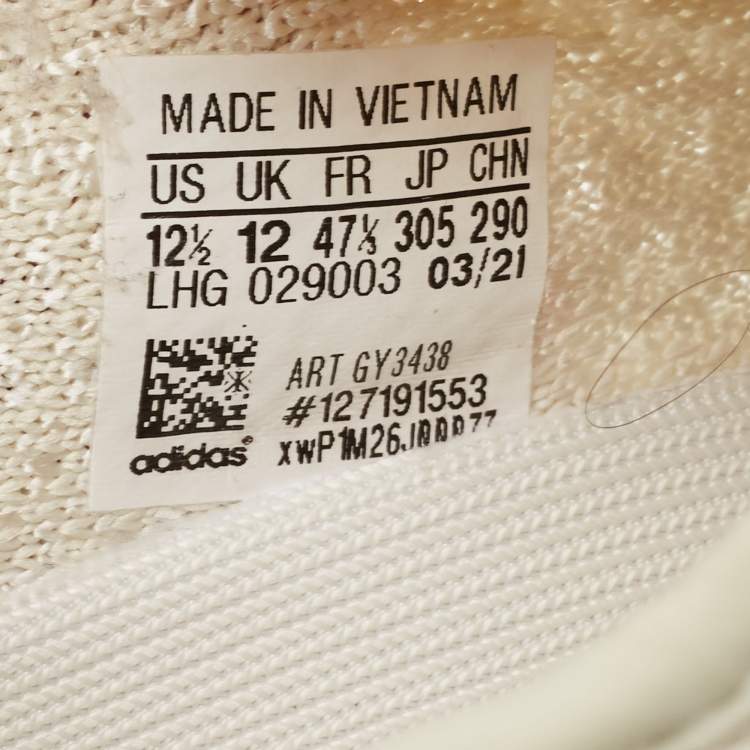 MADE IN VIETNAM
US UK FR JP CHN
12½ 12 47⅓ 305 290
LHG 029003 03/21
ART GY3438
#127191553
adidas®